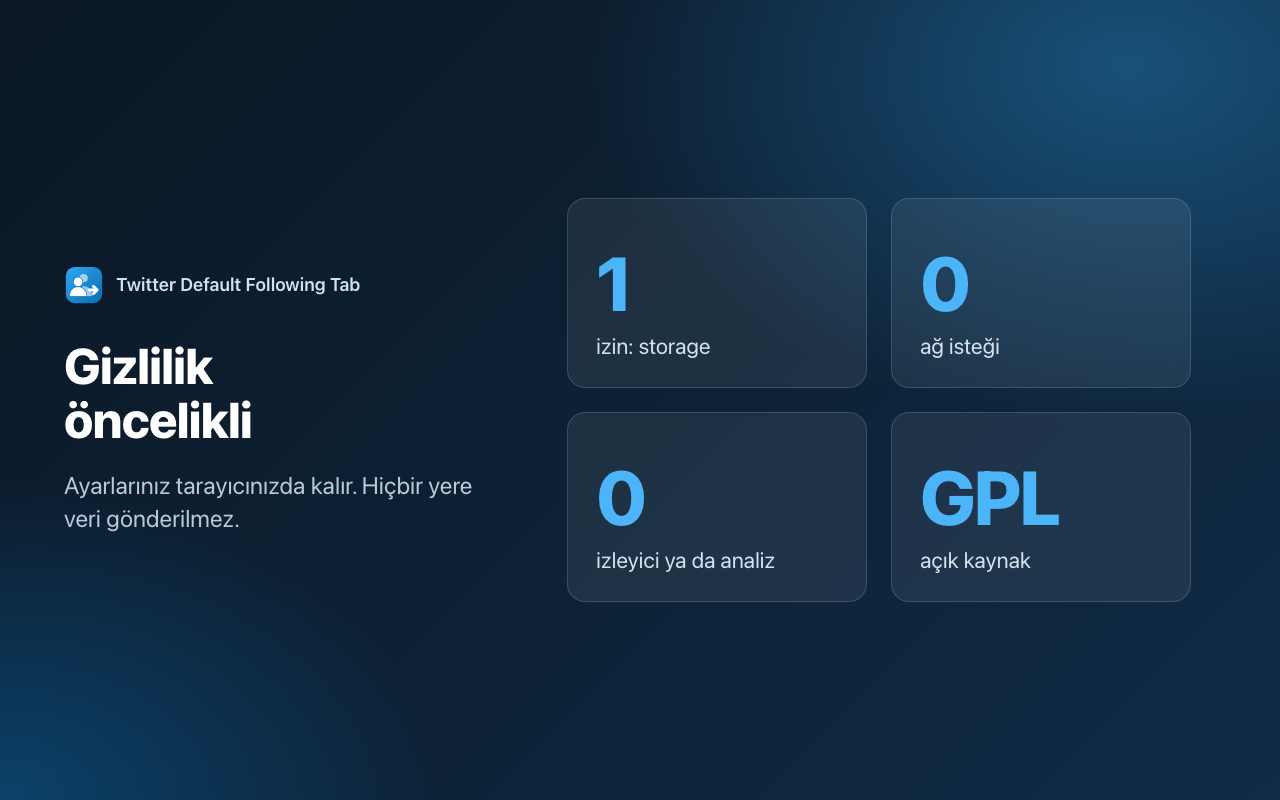 Twitter Default Following Tab
Gizlilik
öncelikli
Ayarlarınız tarayıcınızda kalır. Hiçbir yere
veri gönderilmez.
1
izin: storage
0
ağ isteği
0
izleyici ya da analiz
GPL
açık kaynak